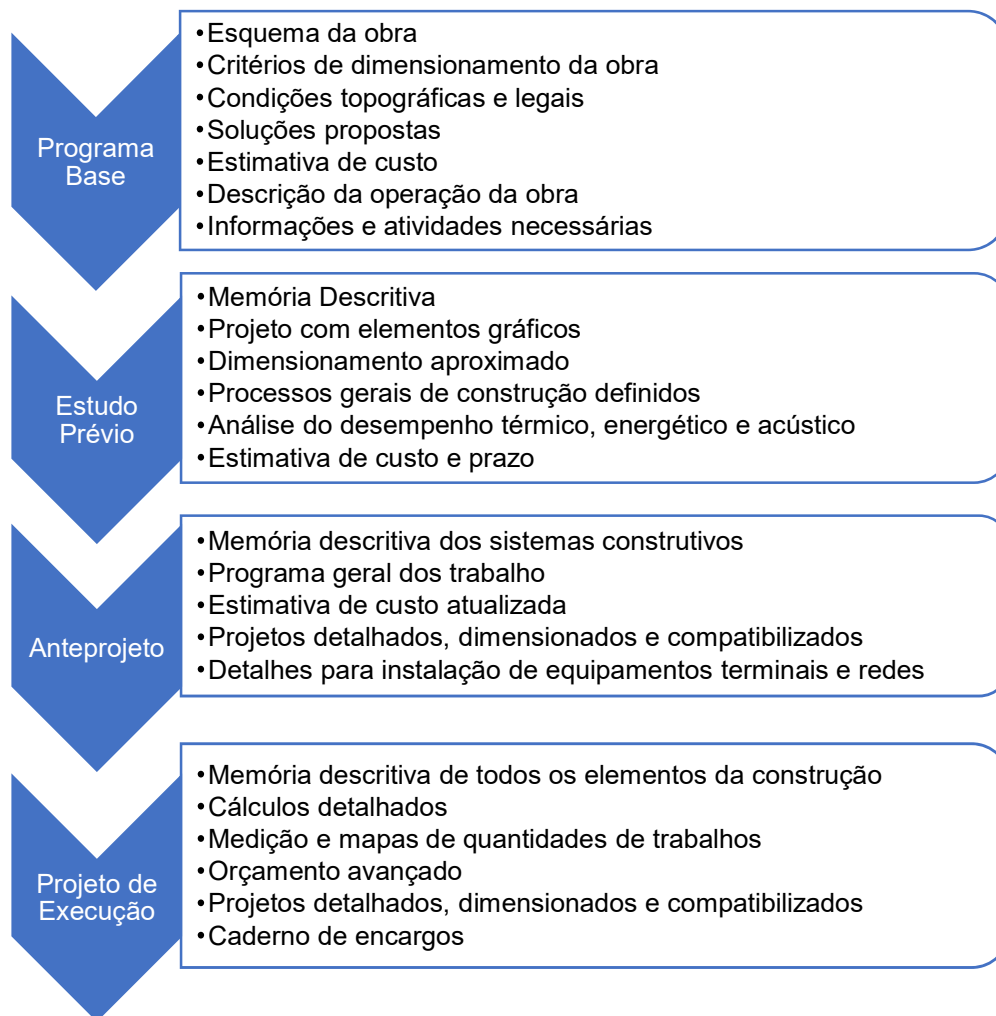 Programa
Base
•Esquema da obra
•Critérios de dimensionamento da obra
•Condições topográficas e legais
•Soluções propostas
•Estimativa de custo
•Descrição da operação da obra
•Informações e atividades necessárias
Estudo
Prévio
•Memória Descritiva
•Projeto com elementos gráficos
•Dimensionamento aproximado
•Processos gerais de construção definidos
•Análise do desempenho térmico, energético e acústico
•Estimativa de custo e prazo
Anteprojeto
•Memória descritiva dos sistemas construtivos
•Programa geral dos trabalho
•Estimativa de custo atualizada
•Projetos detalhados, dimensionados e compatibilizados
•Detalhes para instalação de equipamentos terminais e redes
Projeto de
Execução
•Memória descritiva de todos os elementos da construção
•Cálculos detalhados
•Medição e mapas de quantidades de trabalhos
•Orçamento avançado
•Projetos detalhados, dimensionados e compatibilizados
•Caderno de encargos